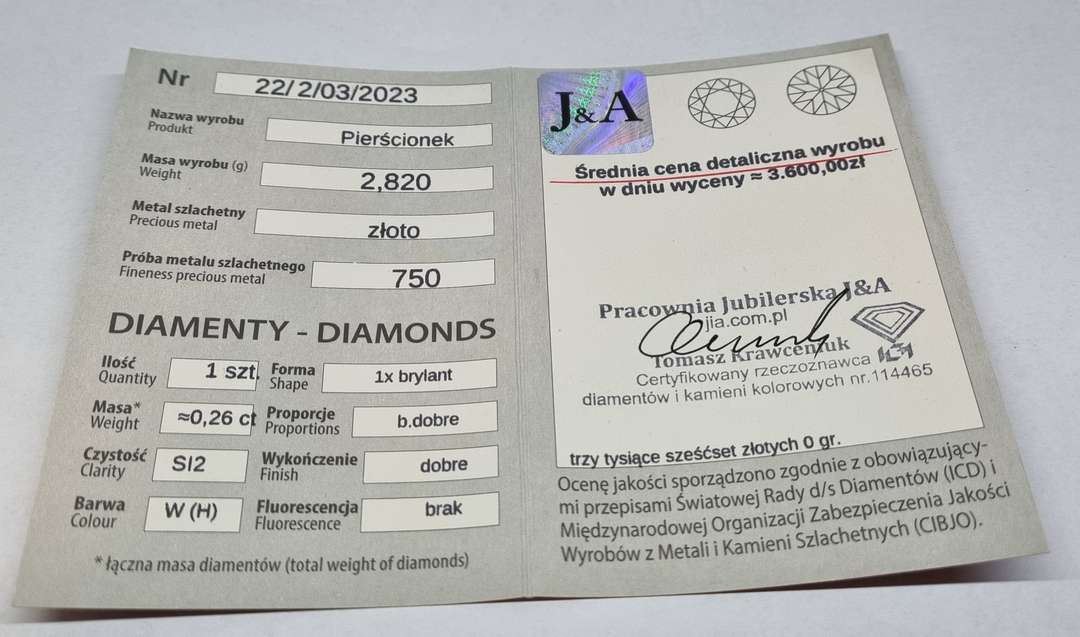 Nr 22/2/03/2023
Nazwa wyrobu
Produkt
Pierścionek
Masa wyrobu (g)
Weight
2,820
Metal szlachetny
Precious metal
złoto
Próba metalu szlachetnego
Fineness precious metal
750
DIAMENTY - DIAMONDS
Ilość
Quantity
1 szt.
Forma
Shape
1x brylant
Masa*
Weight
≈0,26 ct
Proporcje
Proportions
b.dobre
Czystość
Clarity
SI2
Wykończenie
Finish
dobre
Barwa
Colour
W (H)
Fluorescencja
Fluorescence
brak
* łączna masa diamentów (total weight of diamonds)
J&A
Średnia cena detaliczna wyrobu
w dniu wyceny ≈ 3.600,00zł
Pracownia Jubilerska J&A
jia.com.pl
Tomasz Krawceniuk
Certyfikowany rzeczoznawca
diamentów i kamieni kolorowych nr.114465
trzy tysiące sześćset złotych 0 gr.
Ocenę jakości sporządzono zgodnie z obowiązujący-
mi przepisami Światowej Rady d/s Diamentów (ICD) i
Międzynarodowej Organizacji Zabezpieczenia Jakości
Wyrobów z Metali i Kamieni Szlachetnych (CIBJO).